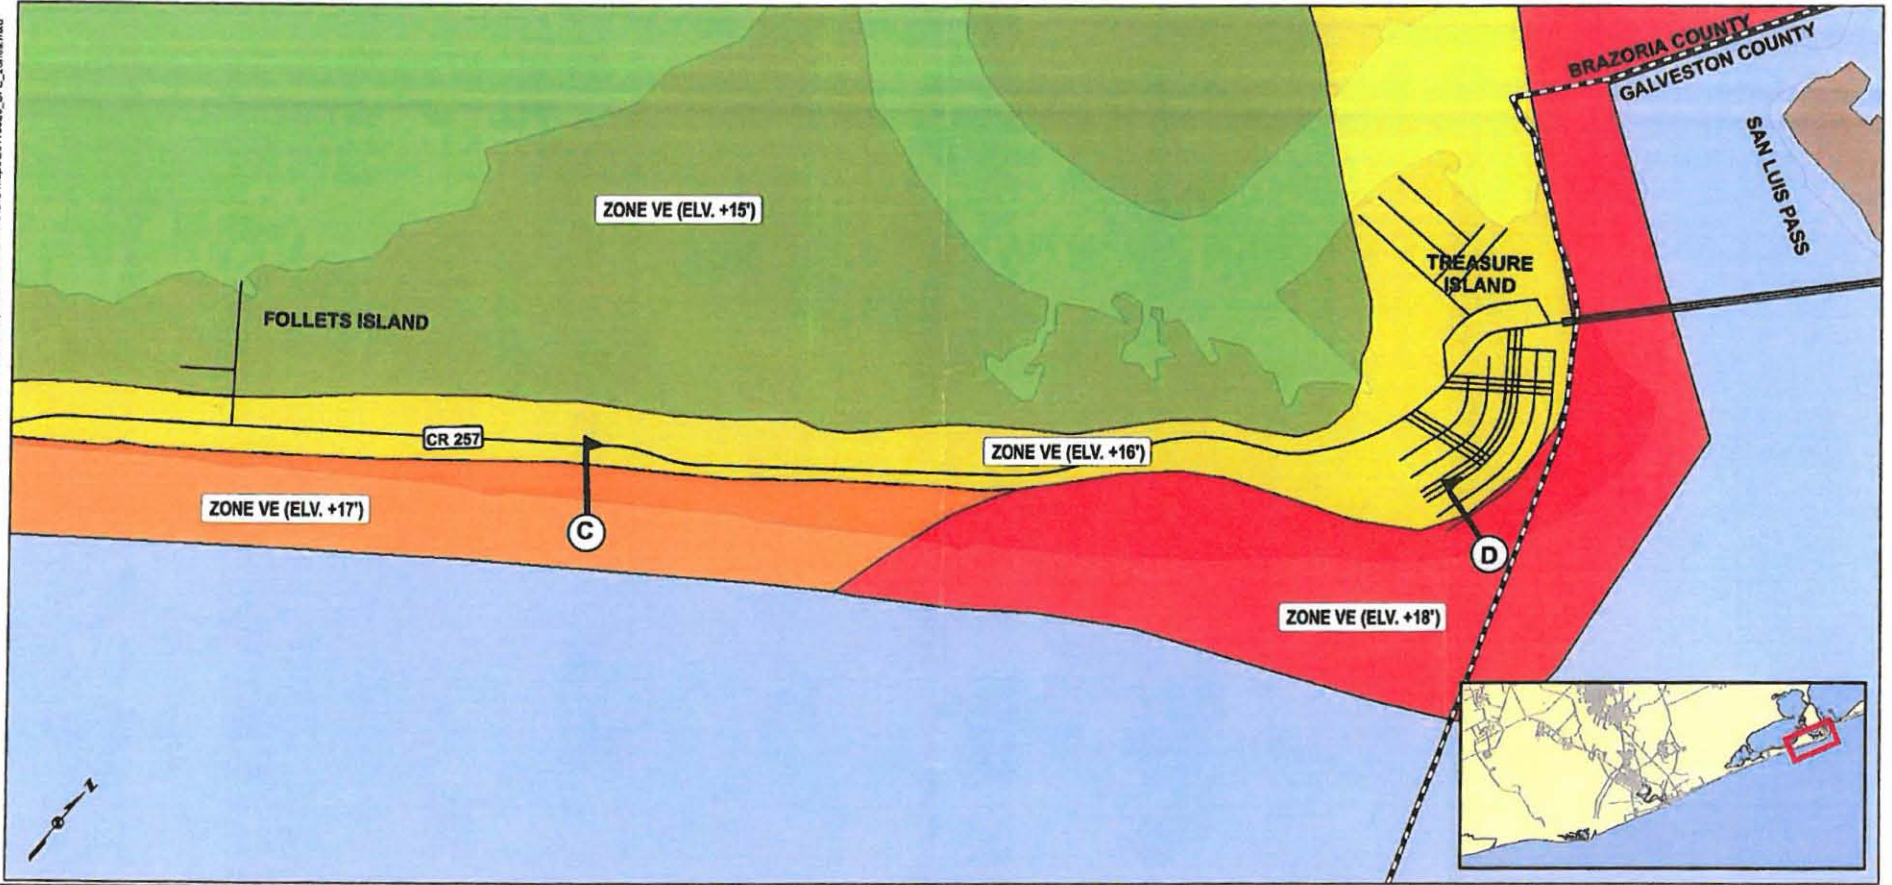 BRAZORIA COUNTY
GALVESTON COUNTY
SAN LUIS PASS
ZONE VE (ELV. +15')
TREASURE
ISLAND
FOLLETS ISLAND
CR 257
ZONE VE (ELV. +16')
ZONE VE (ELV. +17')
C
D
ZONE VE (ELV. +18')
N